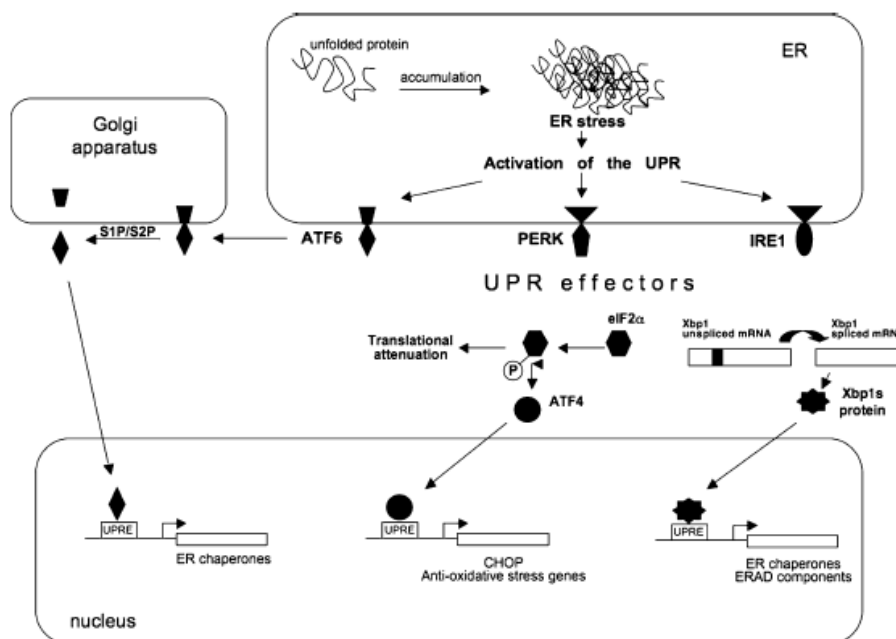 unfolded protein
ER
accumulation
ER stress
Activation of the UPR
Golgi
apparatus
S1P/S2P
ATF6
PERK
IRE1
UPR effectors
eIF2α
Translational
attenuation
P
ATF4
Xbp1
unspliced mRNA
Xbp1
spliced mRN
Xbp1s
protein
UPRE
ER chaperones
UPRE
CHOP
Anti-oxidative stress genes
UPRE
ER chaperones
ERAD components
nucleus